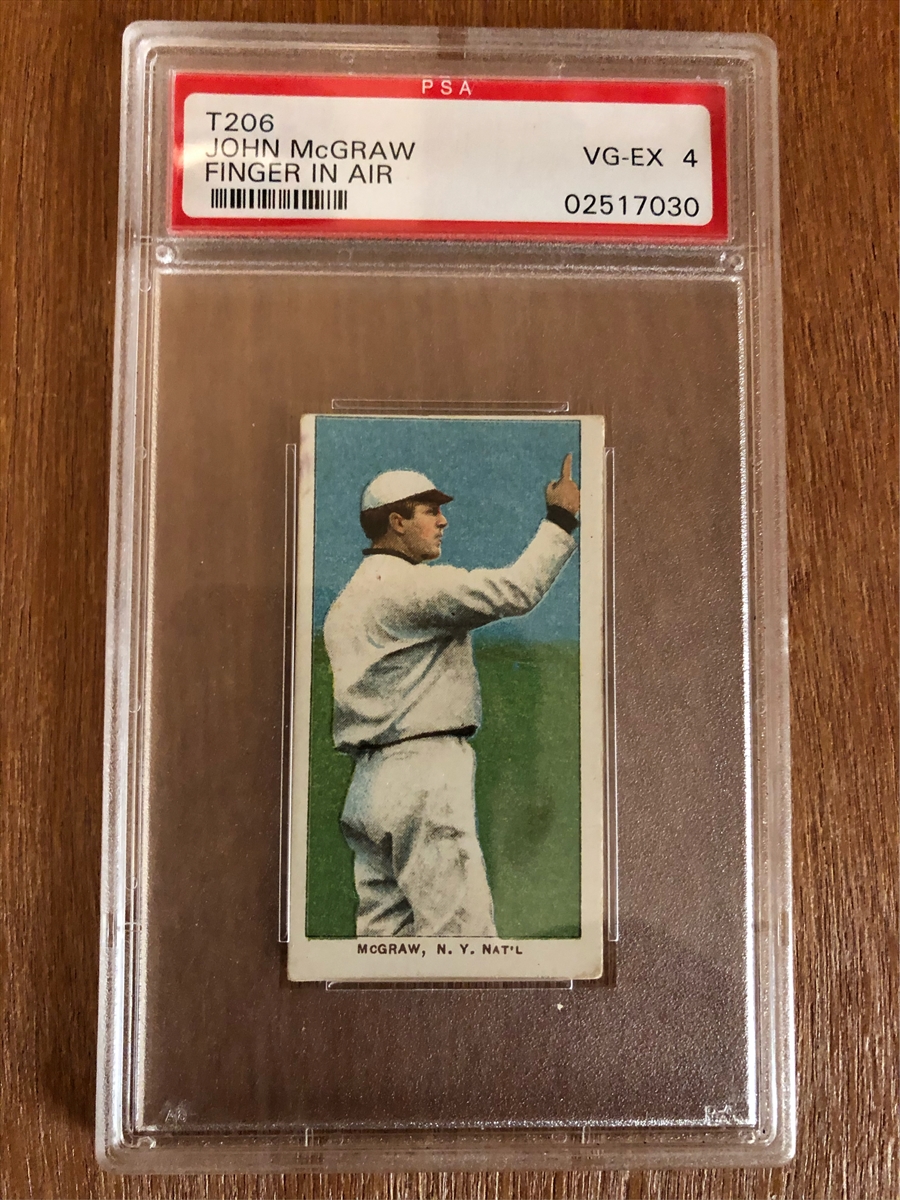 PSA
T206
JOHN McGRAW
FINGER IN AIR
VG-EX 4
02517030
McGRAW, N. Y. NAT'L